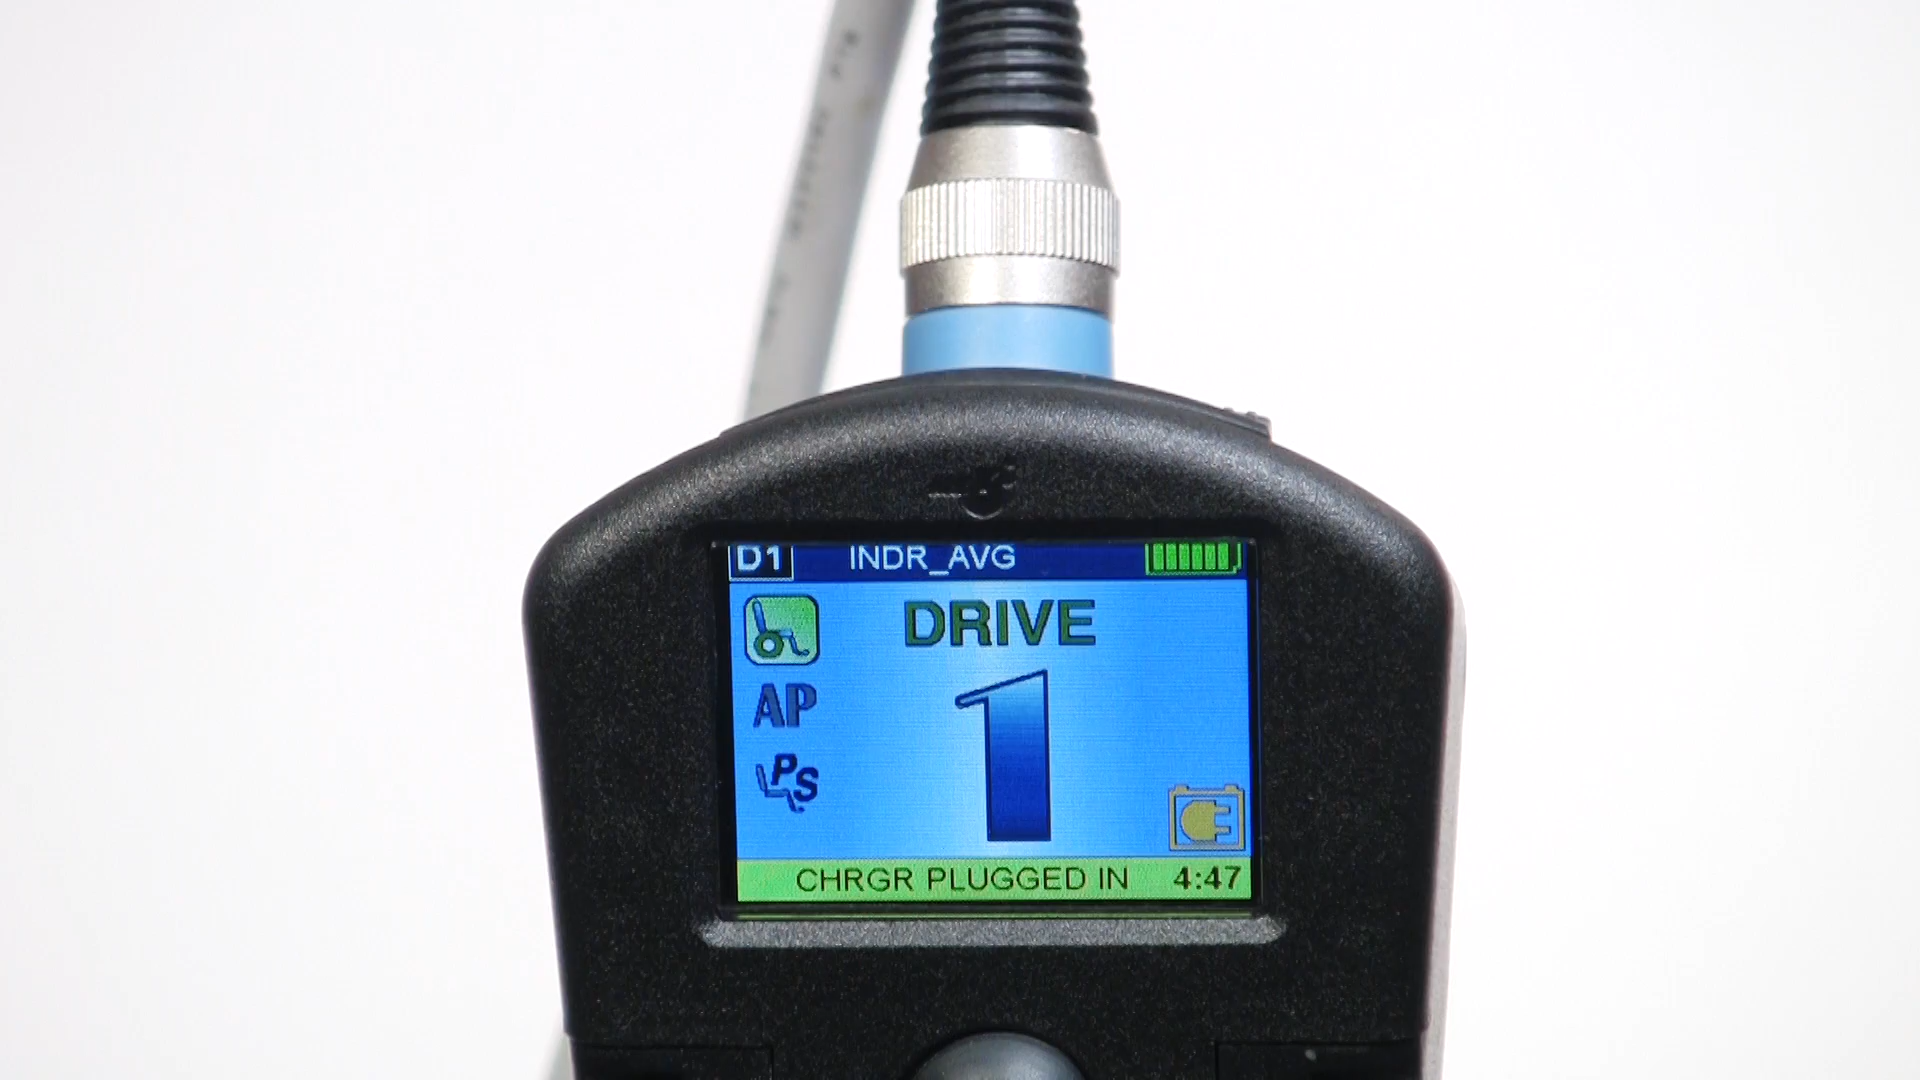 D1 INDR_AVG
DRIVE
AP
1
PS
CHRGR PLUGGED IN 4:47